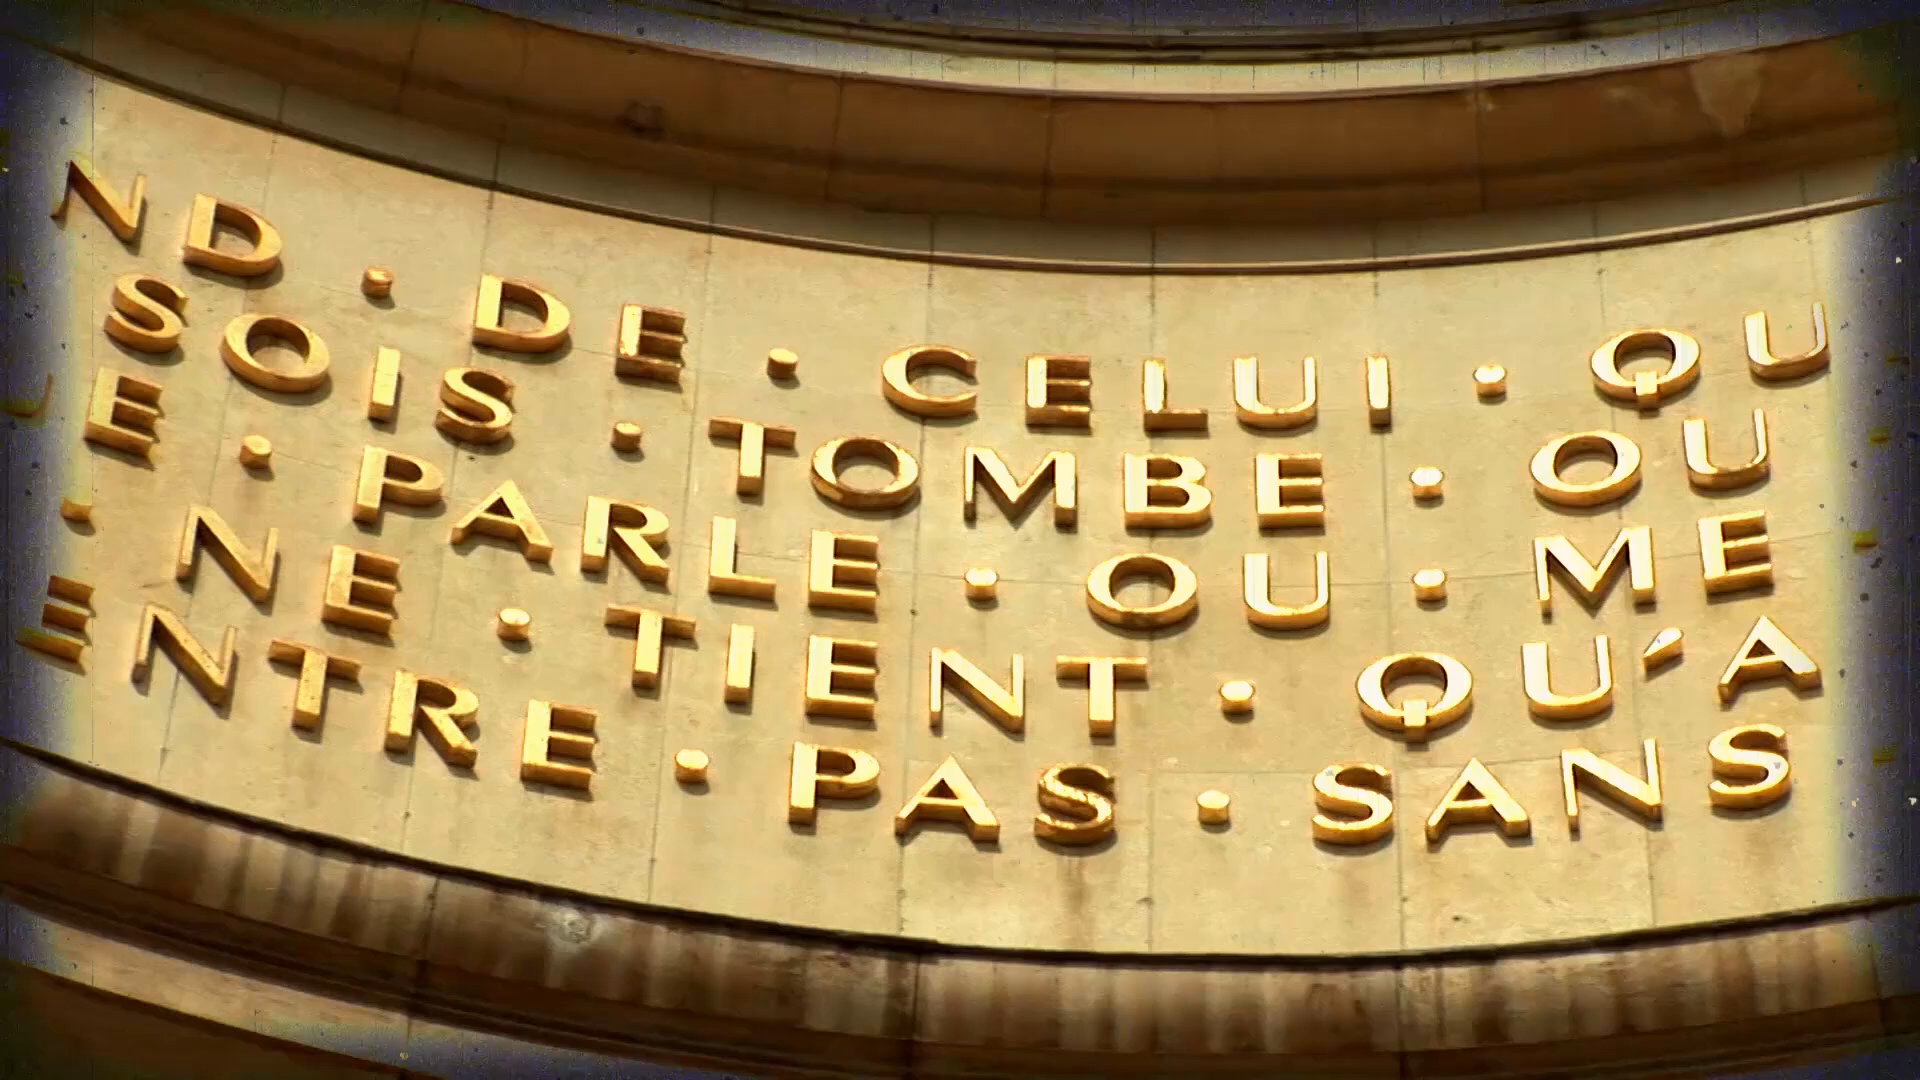 ND · DE · CELUI · QU
SOIS · TOMBE · OU
E · PARLE · OU · ME
· NE · TIENT · QU'A
ENTRE · PAS · SANS